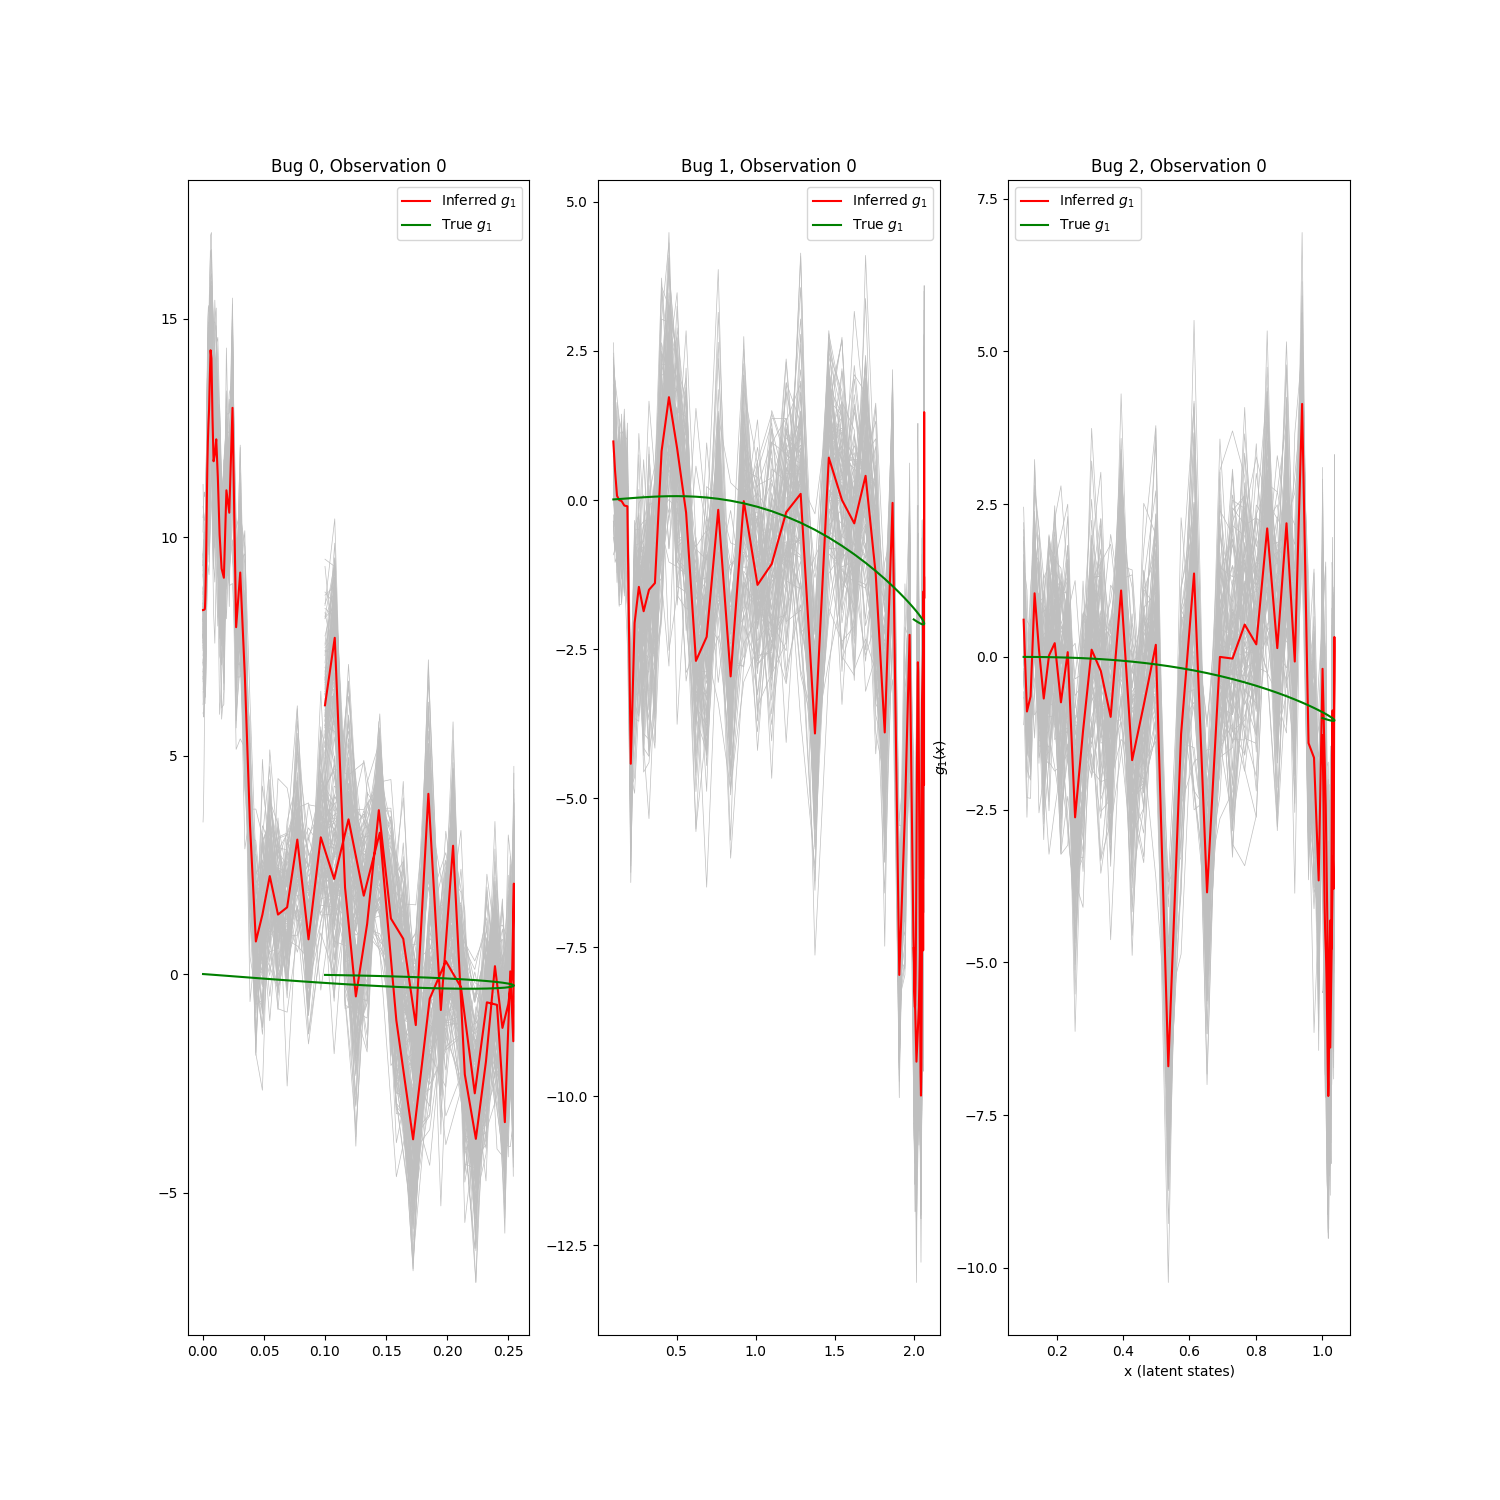 Bug 0, Observation 0
Inferred g₁
True g₁
15
10
5
0
−5
0.00 0.05 0.10 0.15 0.20 0.25
Bug 1, Observation 0
Inferred g₁
True g₁
5.0
2.5
0.0
−2.5
−5.0
−7.5
−10.0
−12.5
0.5 1.0 1.5 2.0
Bug 2, Observation 0
Inferred g₁
True g₁
g₁(x)
7.5
5.0
2.5
0.0
−2.5
−5.0
−7.5
−10.0
0.2 0.4 0.6 0.8 1.0
x (latent states)